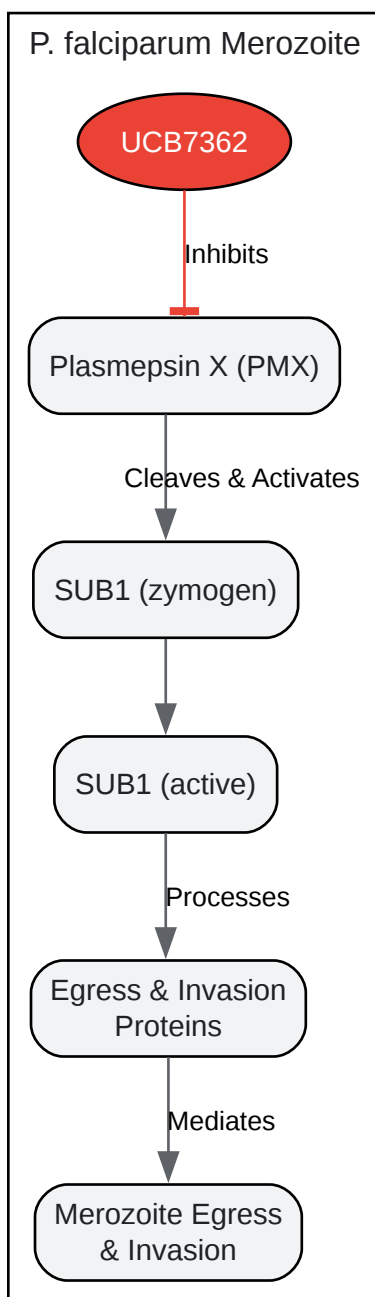 P. falciparum Merozoite
UCB7362
Inhibits
Plasmepsin X (PMX)
Cleaves & Activates
SUB1 (zymogen)
SUB1 (active)
Processes
Egress & Invasion
Proteins
Mediates
Merozoite Egress
& Invasion